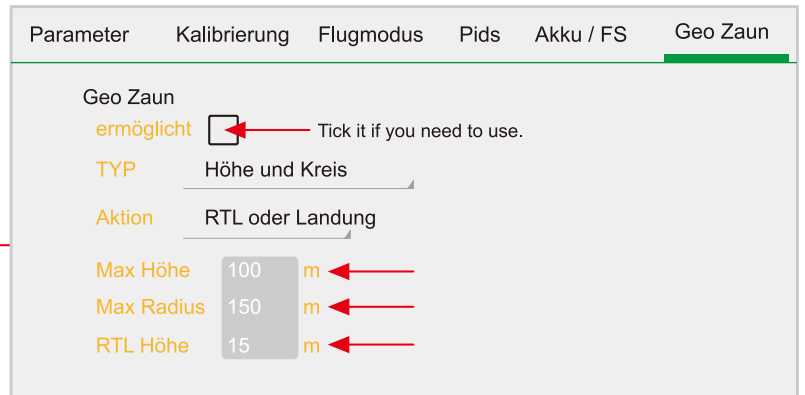 Parameter Kalibrierung Flugmodus Pids Akku / FS Geo Zaun
Geo Zaun
ermöglicht Tick it if you need to use.
TYP Höhe und Kreis
Aktion RTL oder Landung
Max Höhe 100 m
Max Radius 150 m
RTL Höhe 15 m